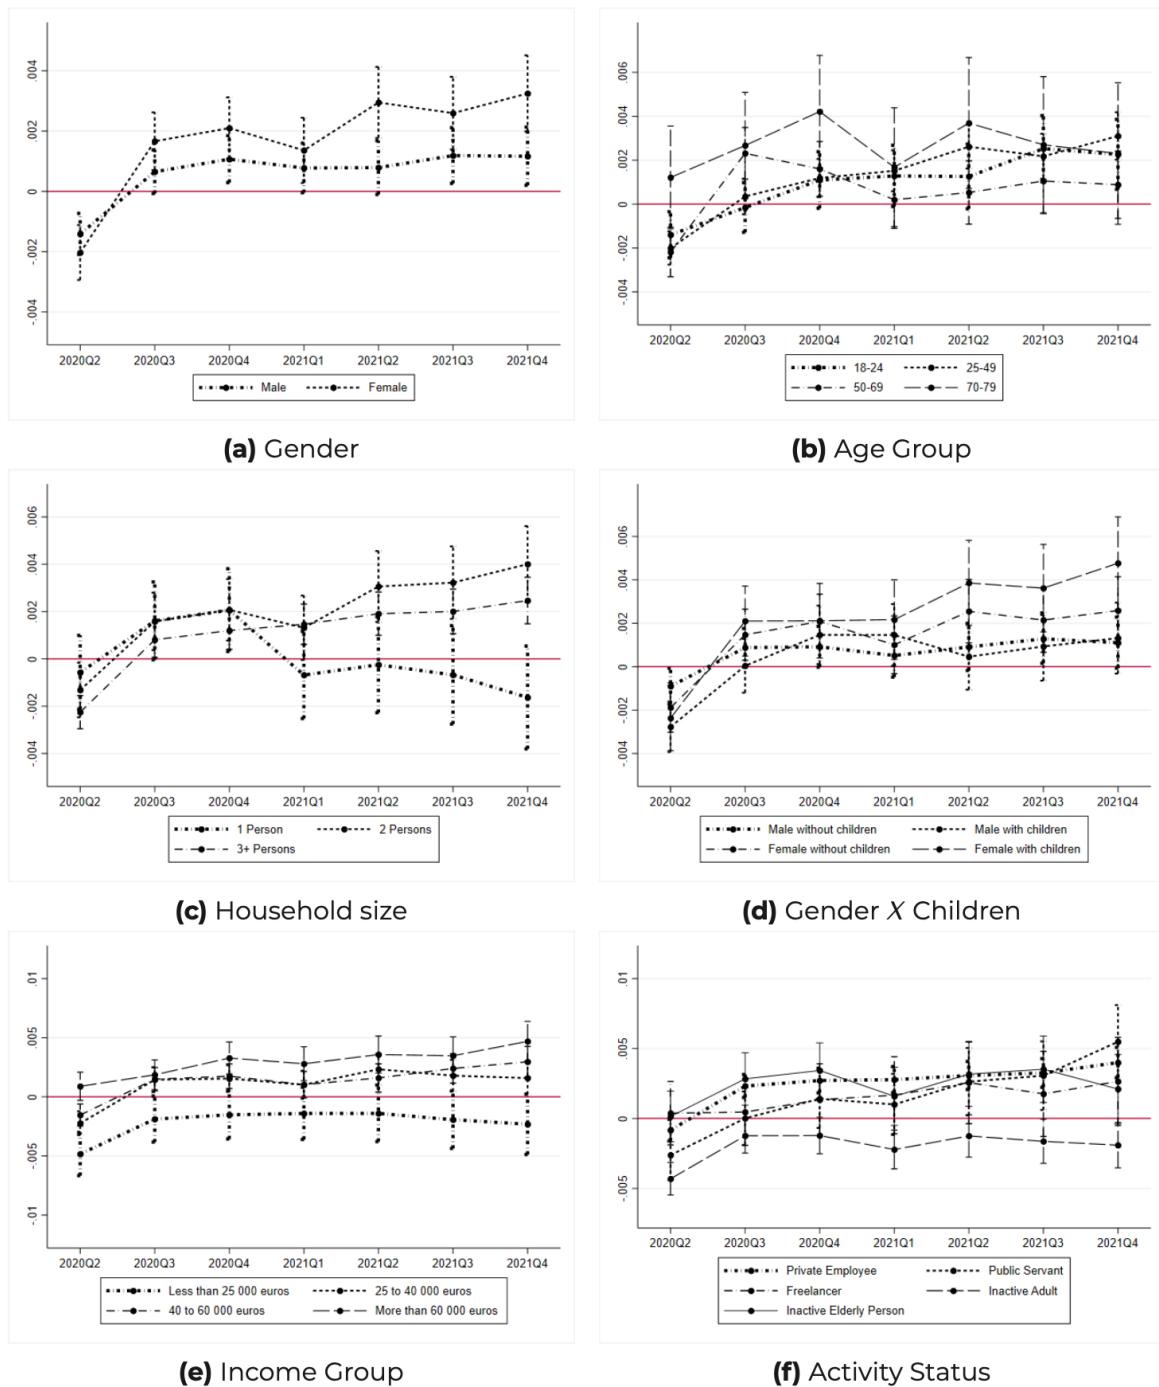 .004
.002
0
-.002
-.004
2020Q2 2020Q3 2020Q4 2021Q1 2021Q2 2021Q3 2021Q4
Male Female
(a) Gender
.006
.004
.002
0
-.002
-.004
2020Q2 2020Q3 2020Q4 2021Q1 2021Q2 2021Q3 2021Q4
18-24 25-49
50-69 70-79
(b) Age Group
.006
.004
.002
0
-.002
-.004
2020Q2 2020Q3 2020Q4 2021Q1 2021Q2 2021Q3 2021Q4
1 Person 2 Persons
3+ Persons
(c) Household size
.006
.004
.002
0
-.002
-.004
2020Q2 2020Q3 2020Q4 2021Q1 2021Q2 2021Q3 2021Q4
Male without children Male with children
Female without children Female with children
(d) Gender X Children
.01
.005
0
-.005
-.01
2020Q2 2020Q3 2020Q4 2021Q1 2021Q2 2021Q3 2021Q4
Less than 25 000 euros 25 to 40 000 euros
40 to 60 000 euros More than 60 000 euros
(e) Income Group
.01
.005
0
-.005
2020Q2 2020Q3 2020Q4 2021Q1 2021Q2 2021Q3 2021Q4
Private Employee Public Servant
Freelancer Inactive Adult
Inactive Elderly Person
(f) Activity Status